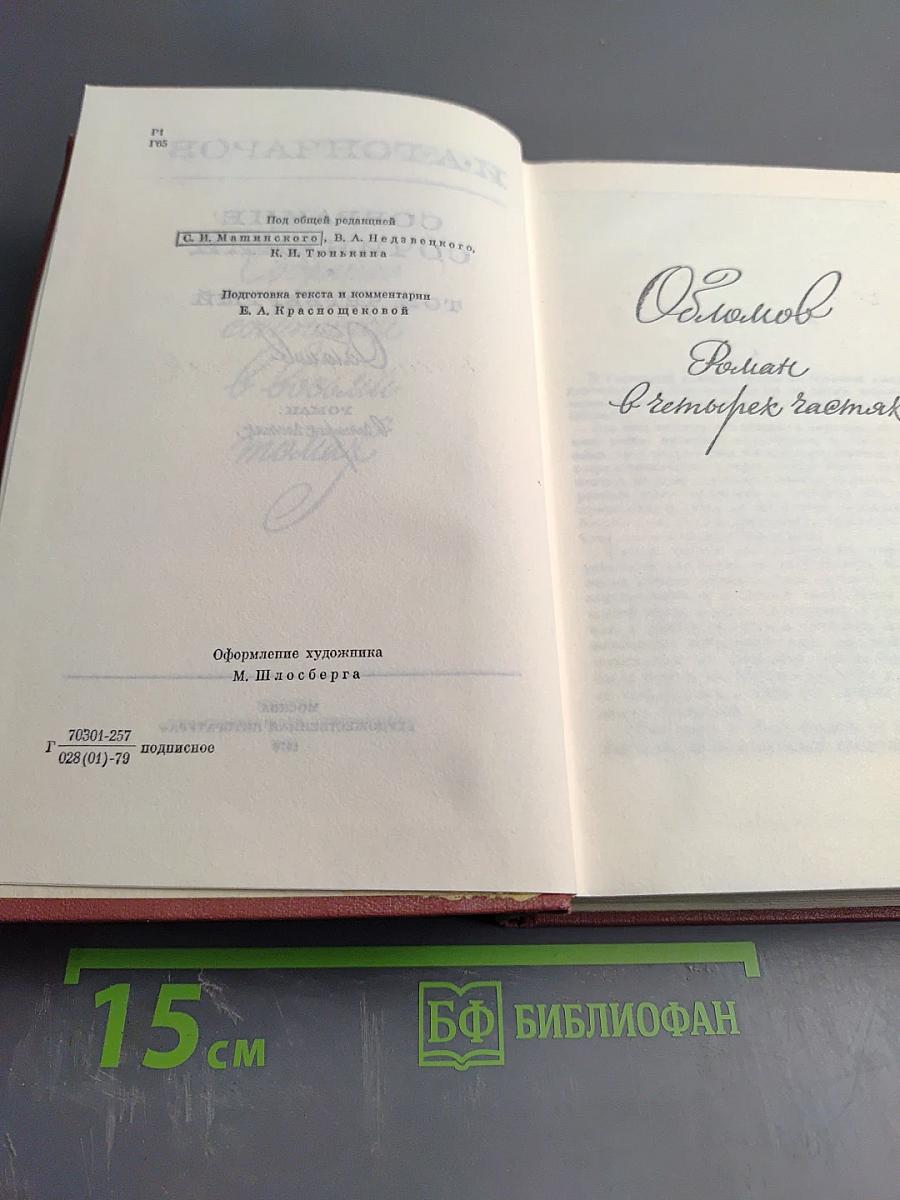 Р1
Г65
Под общей редакцией
С. И. Машинского, В. А. Недзвецкого,
К. И. Тюнькина
Подготовка текста и комментарии
Е. А. Краснощековой
Оформление художника
М. Шлосберга
Г 70301-257
028(01)-79 подписное
Обломов
Роман
в четырех частях
15 см
БФ БИБЛИОФАН